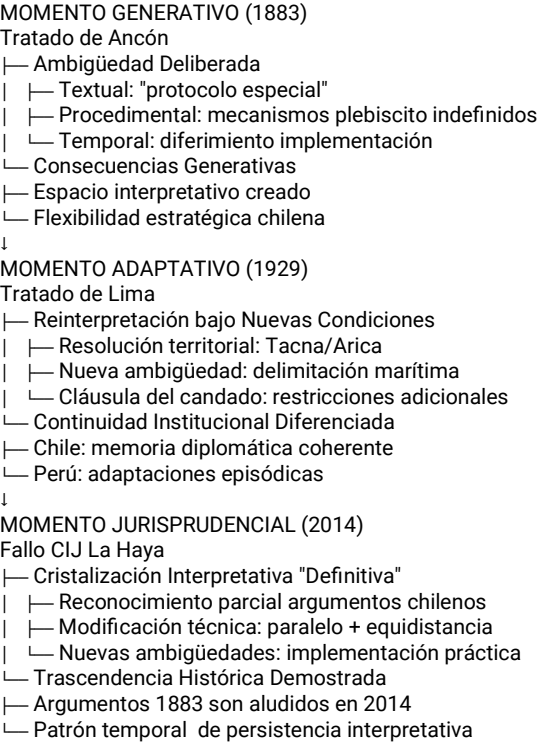 MOMENTO GENERATIVO (1883)
Tratado de Ancón
├── Ambigüedad Deliberada
│   ├── Textual: "protocolo especial"
│   ├── Procedimental: mecanismos plebiscito indefinidos
│   └── Temporal: diferimiento implementación
└── Consecuencias Generativas
├── Espacio interpretativo creado
└── Flexibilidad estratégica chilena
↓
MOMENTO ADAPTATIVO (1929)
Tratado de Lima
├── Reinterpretación bajo Nuevas Condiciones
│   ├── Resolución territorial: Tacna/Arica
│   ├── Nueva ambigüedad: delimitación marítima
│   └── Cláusula del candado: restricciones adicionales
└── Continuidad Institucional Diferenciada
├── Chile: memoria diplomática coherente
└── Perú: adaptaciones episódicas
↓
MOMENTO JURISPRUDENCIAL (2014)
Fallo CIJ La Haya
├── Cristalización Interpretativa "Definitiva"
│   ├── Reconocimiento parcial argumentos chilenos
│   ├── Modificación técnica: paralelo + equidistancia
│   └── Nuevas ambigüedades: implementación práctica
└── Trascendencia Histórica Demostrada
├── Argumentos 1883 son aludidos en 2014
└── Patrón temporal de persistencia interpretativa